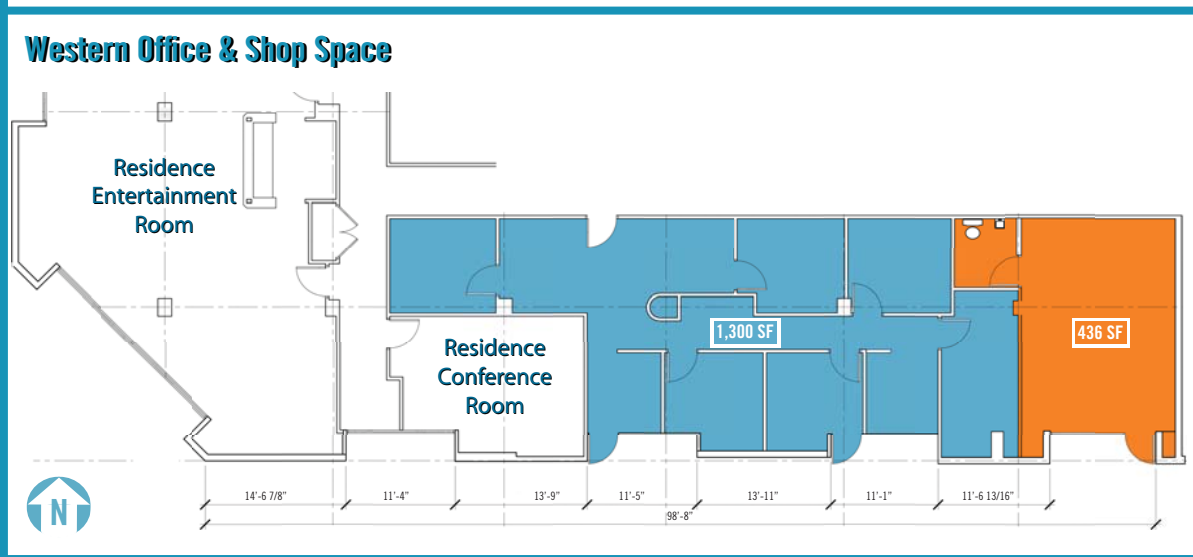 Western Office & Shop Space
Residence
Entertainment
Room
1,300 SF
436 SF
Residence
Conference
Room
N
14'-6 7/8"
11'-4"
13'-9"
11'-5"
13'-11"
11'-1"
11'-6 13/16"
98'-8"